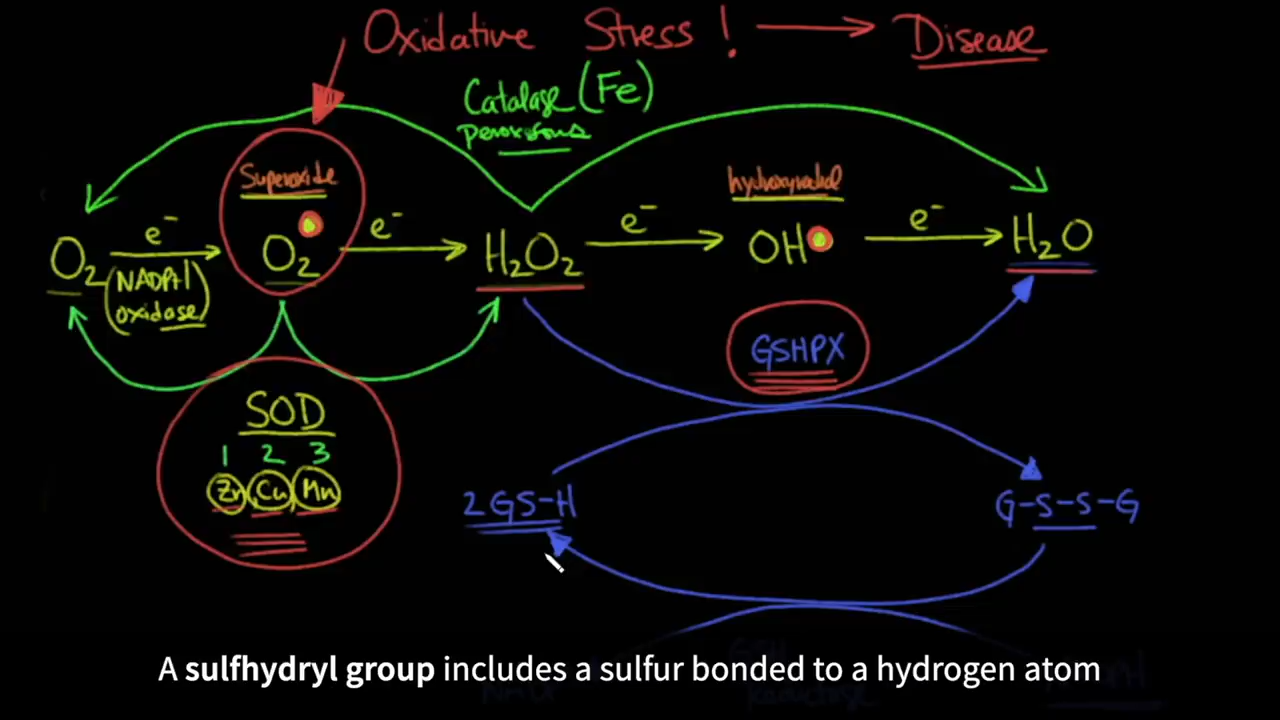 Oxidative Stress! → Disease
Catalase (Fe)
Superoxide
hydroxyradial
O₂ e⁻ O₂• e⁻ H₂O₂ e⁻ OH• e⁻ H₂O
(NADPH
oxidase)
GSHPX
SOD
1 2 3
Zn, Cu, Mn
2GS-H
G-S-S-G
A sulfhydryl group includes a sulfur bonded to a hydrogen atom